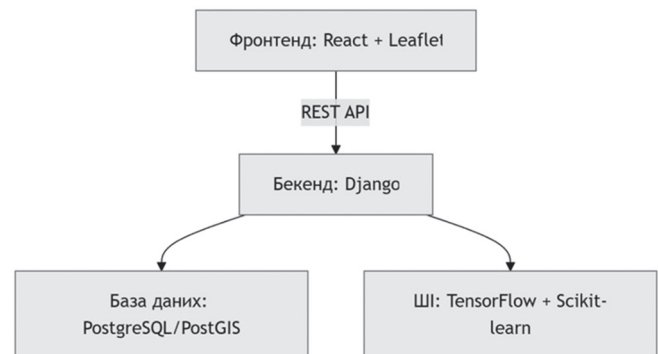 Фронтенд: React + Leaflet
REST API
Бекенд: Django
База даних:
PostgreSQL/PostGIS
ШІ: TensorFlow + Scikit-
learn